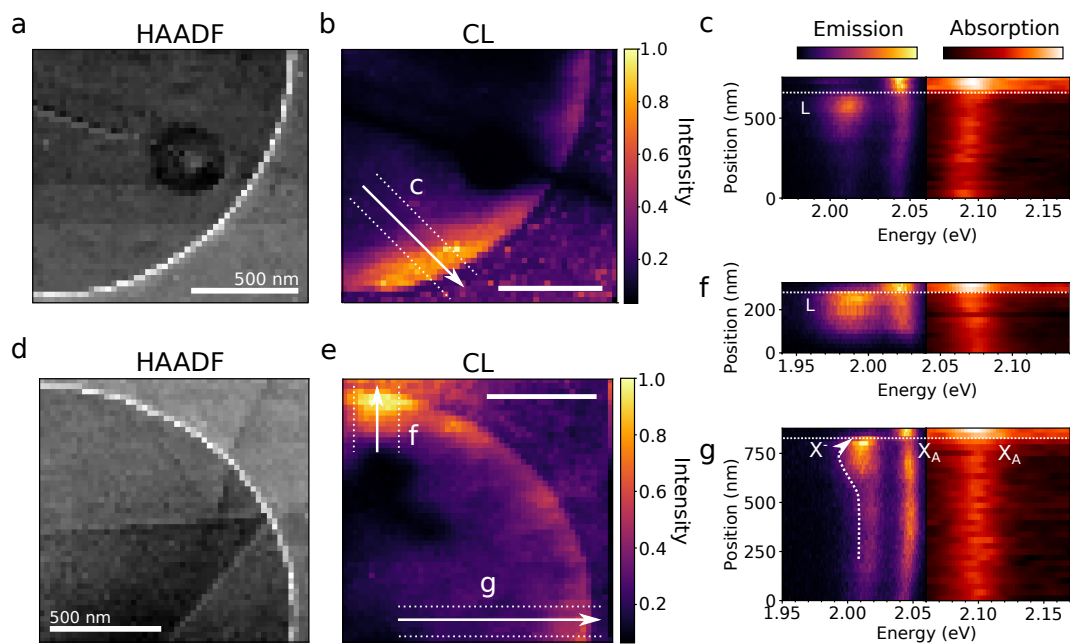 a
HAADF
500 nm
b
CL
c
1.0
0.8
0.6
0.4
0.2
Intensity
c
Emission
Absorption
L
500
0
Position (nm)
2.00
2.05
2.10
2.15
Energy (eV)
f
L
200
0
Position (nm)
1.94
2.00
2.05
2.10
Energy (eV)
d
HAADF
500 nm
e
CL
f
g
1.0
0.8
0.6
0.4
0.2
Intensity
g
X⁻
X_A
X_A
750
500
250
0
Position (nm)
1.95
2.00
2.05
2.10
2.15
Energy (eV)